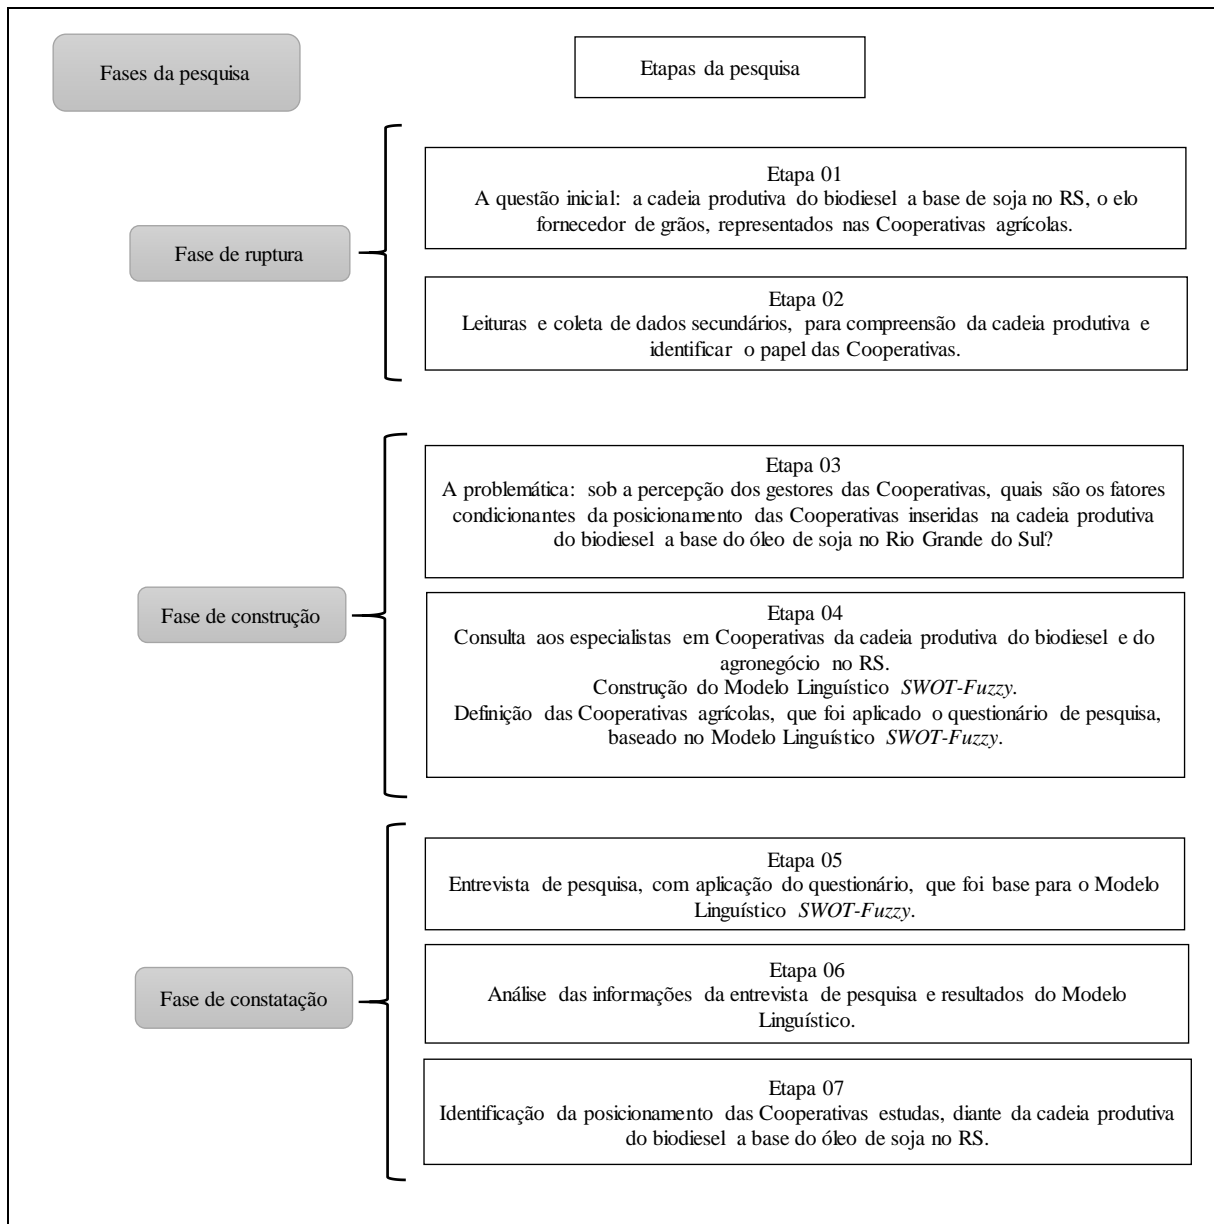 Fases da pesquisa
Etapas da pesquisa
Fase de ruptura
Etapa 01
A questão inicial: a cadeia produtiva do biodiesel a base de soja no RS, o elo
fornecedor de grãos, representados nas Cooperativas agrícolas.
Etapa 02
Leituras e coleta de dados secundários, para compreensão da cadeia produtiva e
identificar o papel das Cooperativas.
Fase de construção
Etapa 03
A problemática: sob a percepção dos gestores das Cooperativas, quais são os fatores
condicionantes da posicionamento das Cooperativas inseridas na cadeia produtiva
do biodiesel a base do óleo de soja no Rio Grande do Sul?
Etapa 04
Consulta aos especialistas em Cooperativas da cadeia produtiva do biodiesel e do
agronegócio no RS.
Construção do Modelo Linguístico SWOT-Fuzzy.
Definição das Cooperativas agrícolas, que foi aplicado o questionário de pesquisa,
baseado no Modelo Linguístico SWOT-Fuzzy.
Fase de constatação
Etapa 05
Entrevista de pesquisa, com aplicação do questionário, que foi base para o Modelo
Linguístico SWOT-Fuzzy.
Etapa 06
Análise das informações da entrevista de pesquisa e resultados do Modelo
Linguístico.
Etapa 07
Identificação da posicionamento das Cooperativas estudas, diante da cadeia produtiva
do biodiesel a base do óleo de soja no RS.